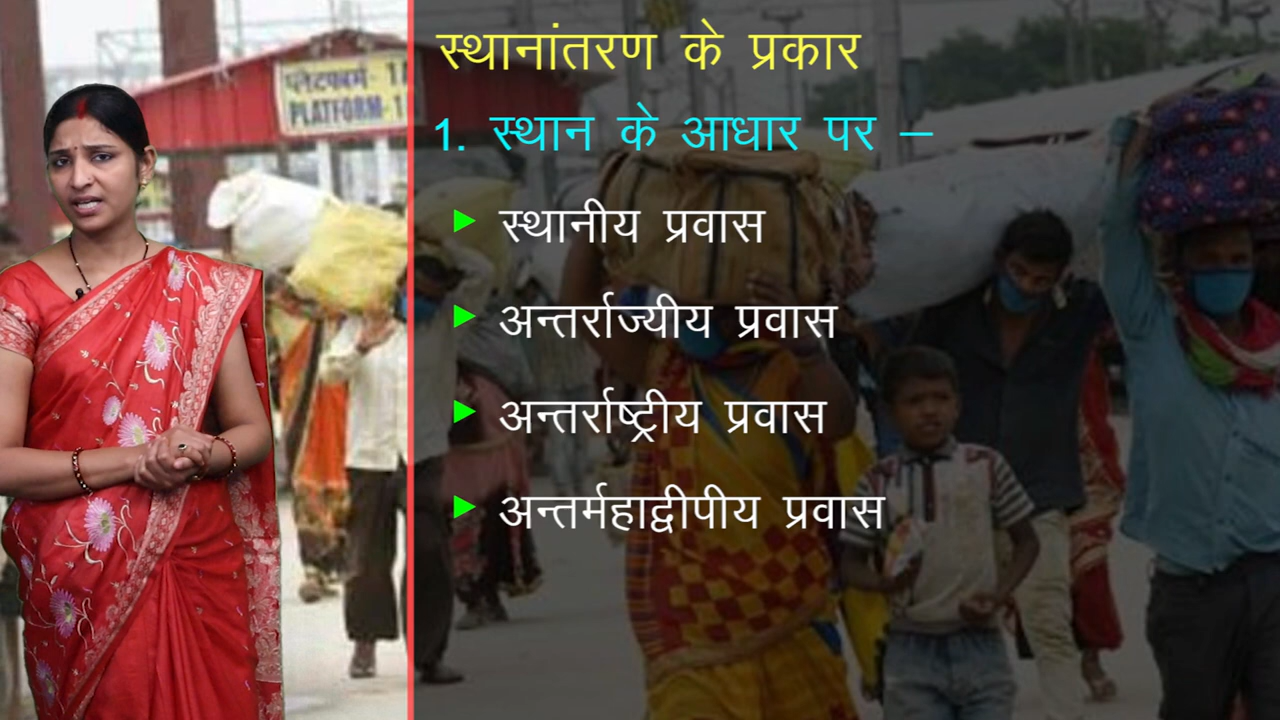 प्लेटफार्म - 1
PLATFORM-1
स्थानांतरण के प्रकार
1. स्थान के आधार पर –
स्थानीय प्रवास
अन्तर्राज्यीय प्रवास
अन्तर्राष्ट्रीय प्रवास
अन्तर्महाद्वीपीय प्रवास